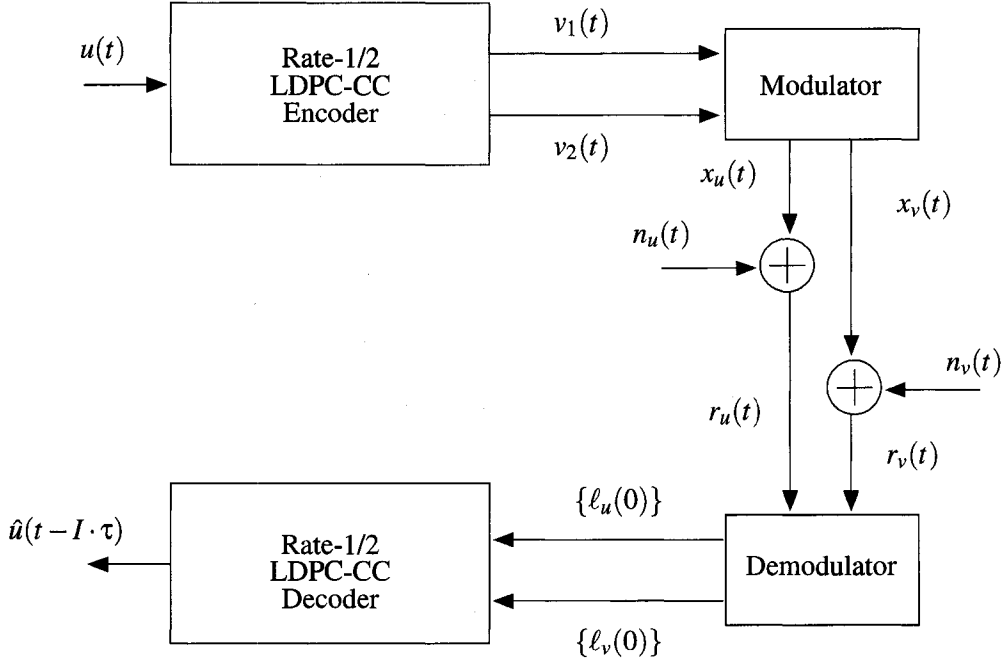 u(t)
Rate-1/2
LDPC-CC
Encoder
v₁(t)
v₂(t)
Modulator
xᵤ(t)
xᵥ(t)
nᵤ(t)
nᵥ(t)
rᵤ(t)
rᵥ(t)
û(t − I · τ)
Rate-1/2
LDPC-CC
Decoder
{ℓᵤ(0)}
{ℓᵥ(0)}
Demodulator